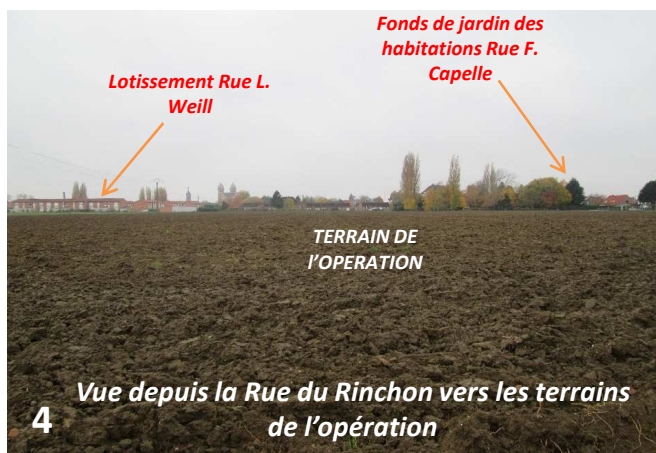 Fonds de jardin des
habitations Rue F.
Capelle
Lotissement Rue L.
Weill
TERRAIN DE
l'OPERATION
Vue depuis la Rue du Rinchon vers les terrains
de l'opération
4